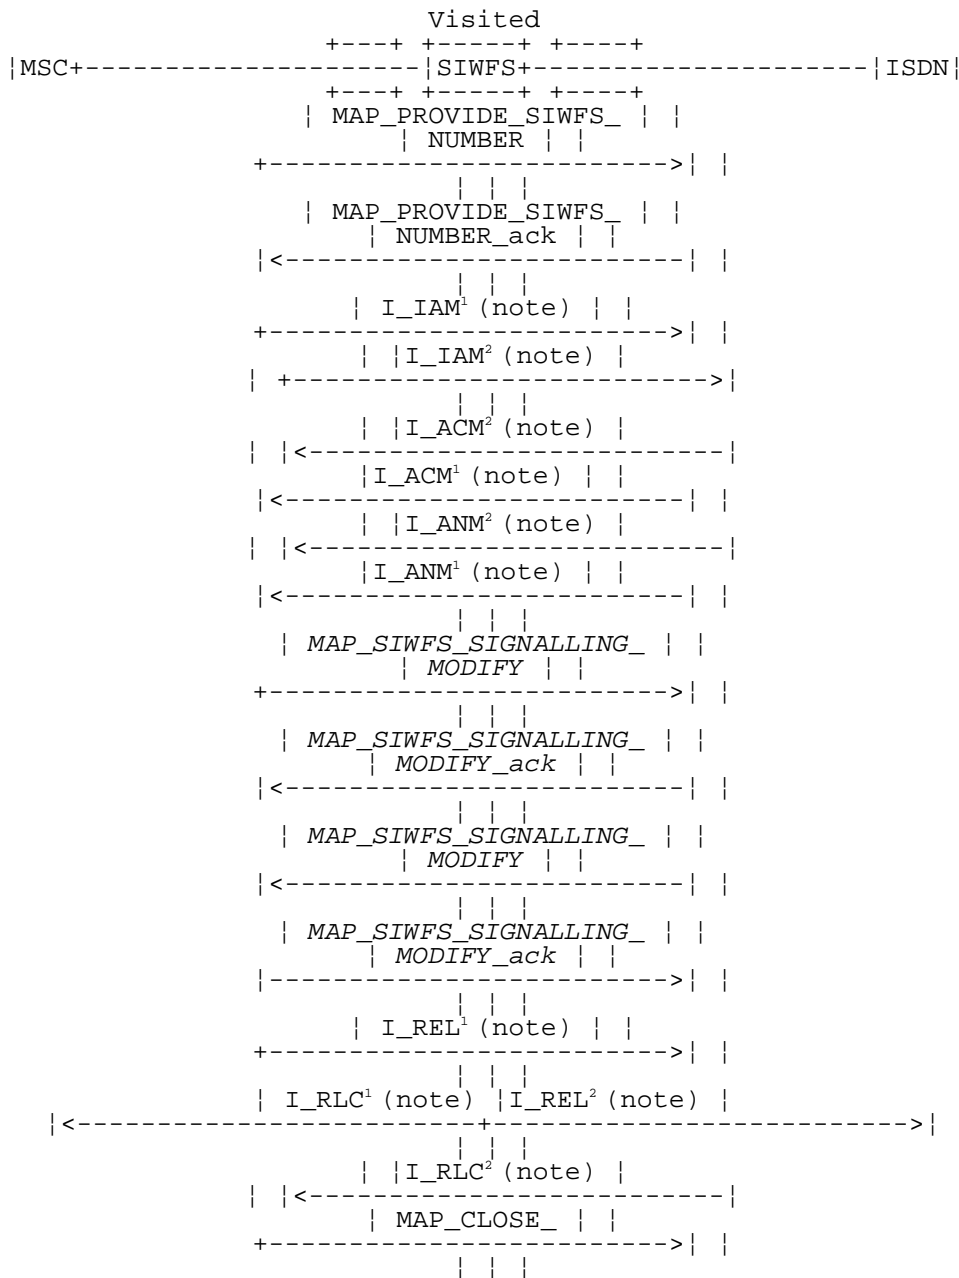 Visited
+---+ +-----+ +----+
¦MSC+---------------------¦SIWFS+---------------------¦ISDN¦
+---+ +-----+ +----+
¦ MAP_PROVIDE_SIWFS_ ¦ ¦
¦ NUMBER ¦ ¦
+------------------------->¦ ¦
¦ ¦ ¦
¦ MAP_PROVIDE_SIWFS_ ¦ ¦
¦ NUMBER_ack ¦ ¦
¦<-------------------------¦ ¦
¦ ¦ ¦
¦ I_IAM¹ (note) ¦ ¦
+------------------------->¦ ¦
¦ ¦I_IAM² (note) ¦
¦ +-------------------------->¦
¦ ¦ ¦
¦ ¦I_ACM² (note) ¦
¦ ¦<--------------------------¦
¦I_ACM¹ (note) ¦ ¦
¦<-------------------------¦ ¦
¦ ¦I_ANM² (note) ¦
¦ ¦<--------------------------¦
¦I_ANM¹ (note) ¦ ¦
¦<-------------------------¦ ¦
¦ ¦ ¦
¦ MAP_SIWFS_SIGNALLING_ ¦ ¦
¦ MODIFY ¦ ¦
+------------------------->¦ ¦
¦ ¦ ¦
¦ MAP_SIWFS_SIGNALLING_ ¦ ¦
¦ MODIFY_ack ¦ ¦
¦<-------------------------¦ ¦
¦ ¦ ¦
¦ MAP_SIWFS_SIGNALLING_ ¦ ¦
¦ MODIFY ¦ ¦
¦<-------------------------¦ ¦
¦ ¦ ¦
¦ MAP_SIWFS_SIGNALLING_ ¦ ¦
¦ MODIFY_ack ¦ ¦
¦------------------------->¦ ¦
¦ ¦ ¦
¦ I_REL¹ (note) ¦ ¦
+------------------------->¦ ¦
¦ ¦ ¦
¦ I_RLC¹ (note) ¦I_REL² (note) ¦
¦<-------------------------+-------------------------->¦
¦ ¦ ¦
¦ ¦I_RLC² (note) ¦
¦ ¦<--------------------------¦
¦ MAP_CLOSE_ ¦ ¦
+------------------------->¦ ¦
¦ ¦ ¦